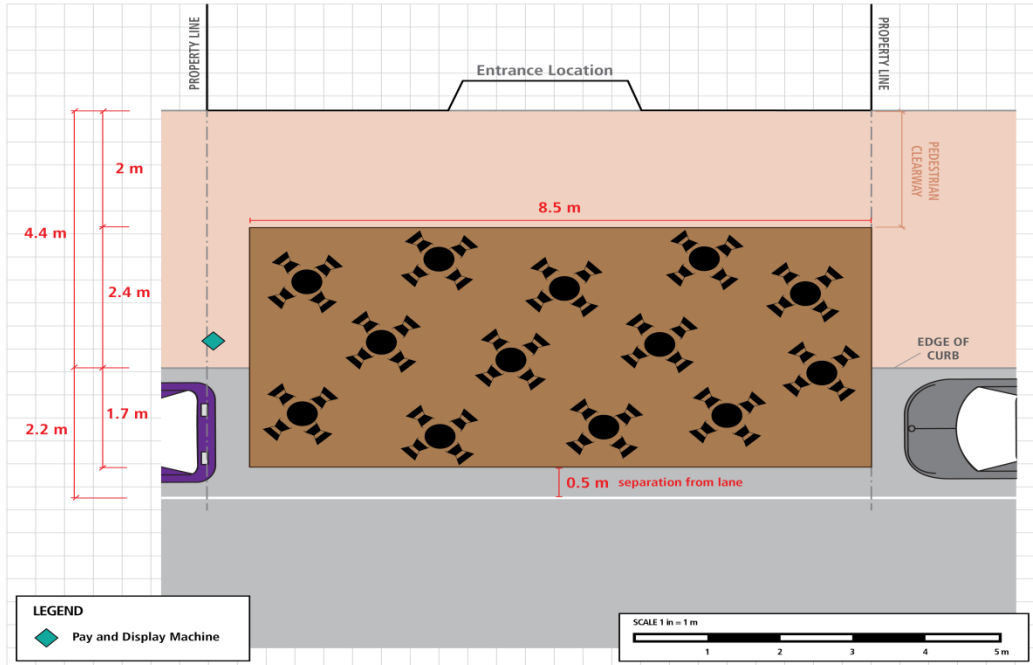 PROPERTY LINE
PROPERTY LINE
Entrance Location
PEDESTRIAN
CLEARWAY
2 m
8.5 m
4.4 m
2.4 m
EDGE OF
CURB
1.7 m
2.2 m
0.5 m separation from lane
LEGEND
Pay and Display Machine
SCALE 1 in = 1 m
1 2 3 4 5 m